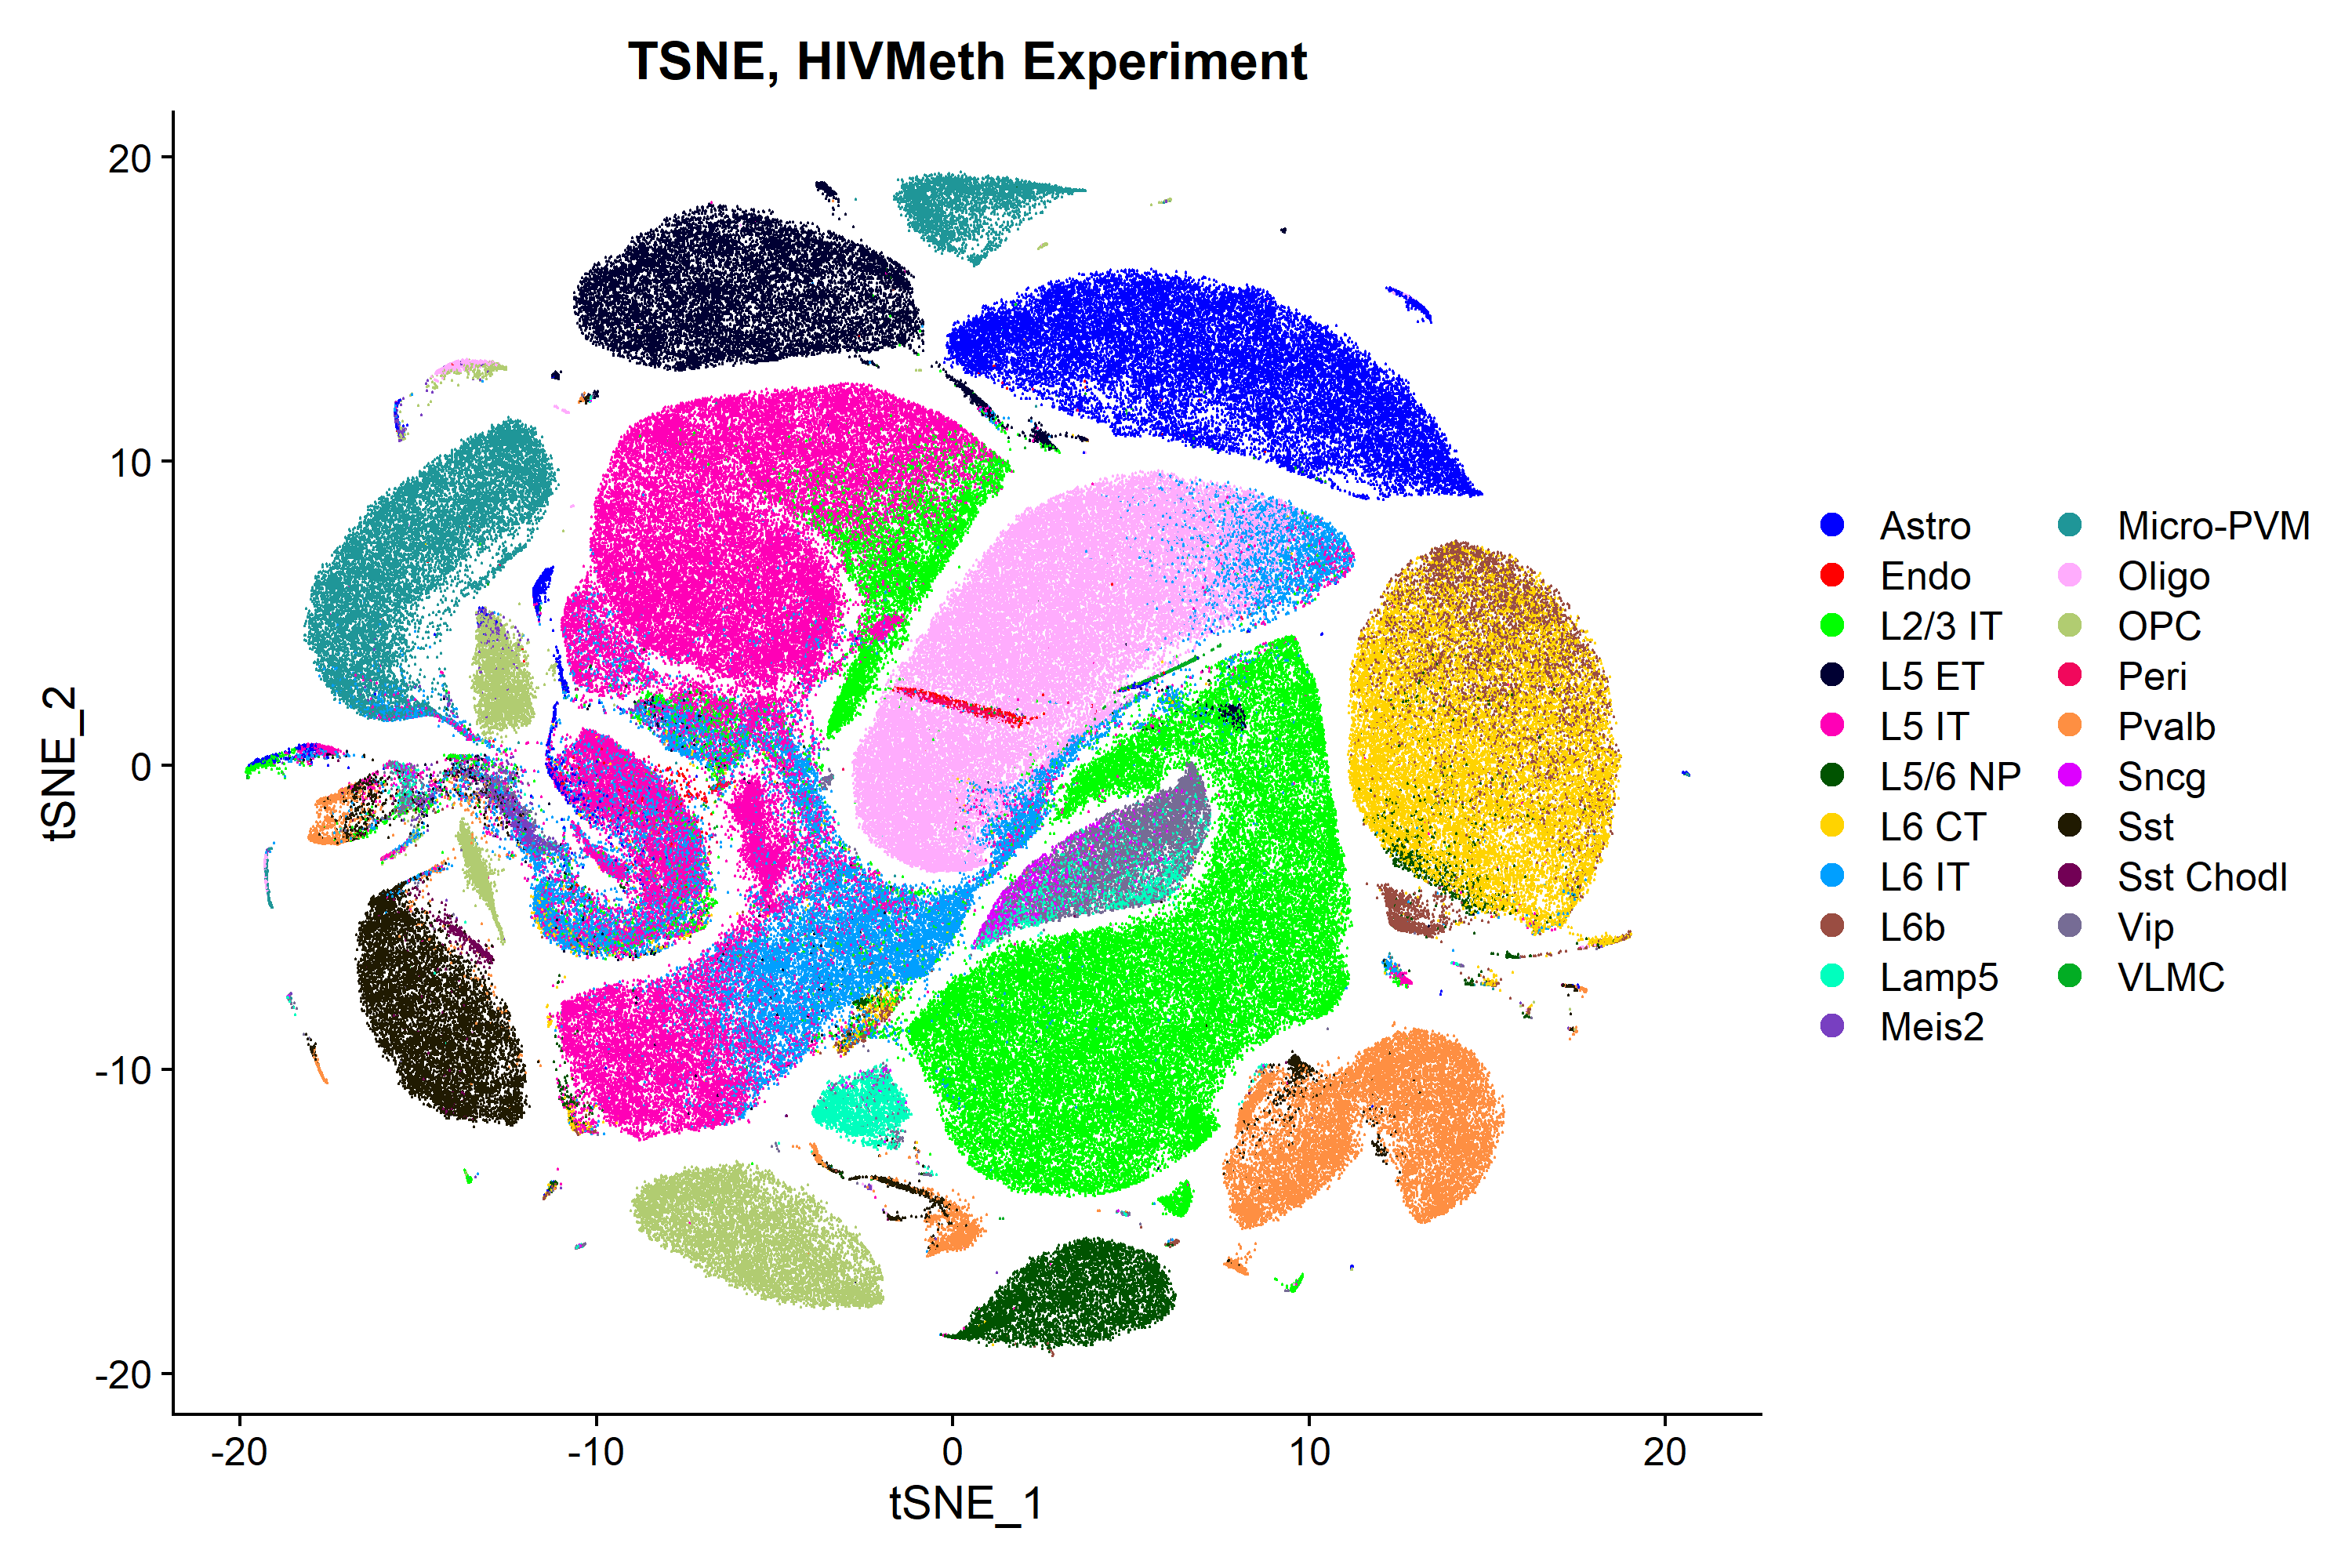 TSNE, HIVMeth Experiment
20
10
0
-10
-20
tSNE_2
-20
-10
0
10
20
tSNE_1
Astro
Endo
L2/3 IT
L5 ET
L5 IT
L5/6 NP
L6 CT
L6 IT
L6b
Lamp5
Meis2
Micro-PVM
Oligo
OPC
Peri
Pvalb
Sncg
Sst
Sst Chodl
Vip
VLMC